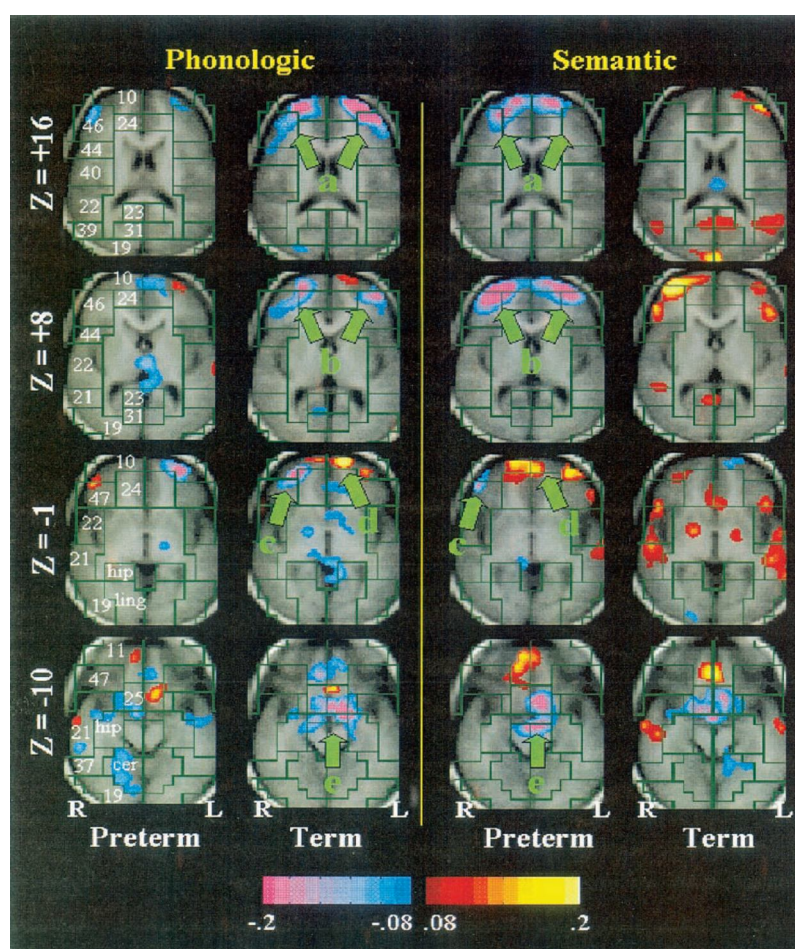 Phonologic Semantic
Z = +16
10
46 24
44
40
22 23
39 31
19
a
a
Z = +8
10
46 24
44
22
21 23
31
19
b
b
Z = -1
10
47 24
22
21
hip
19 ling
c d
c d
Z = -10
11
47
25
21 hip
37 cer
19
e
e
R L R L
Preterm Term Preterm Term
-.2 -.08 .08 .2